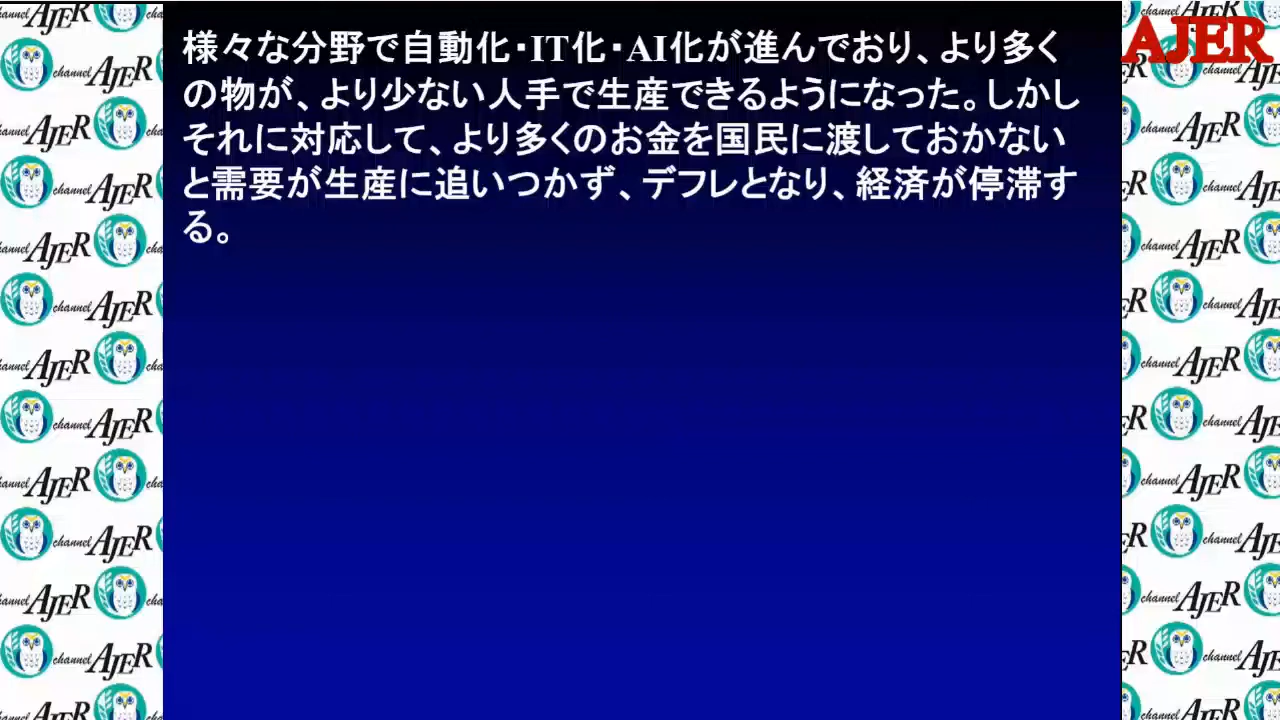 様々な分野で自動化・IT化・AI化が進んでおり、より多く
の物が、より少ない人手で生産できるようになった。しかし
それに対応して、より多くのお金を国民に渡しておかない
と需要が生産に追いつかず、デフレとなり、経済が停滞す
る。
AJER
channel AJER